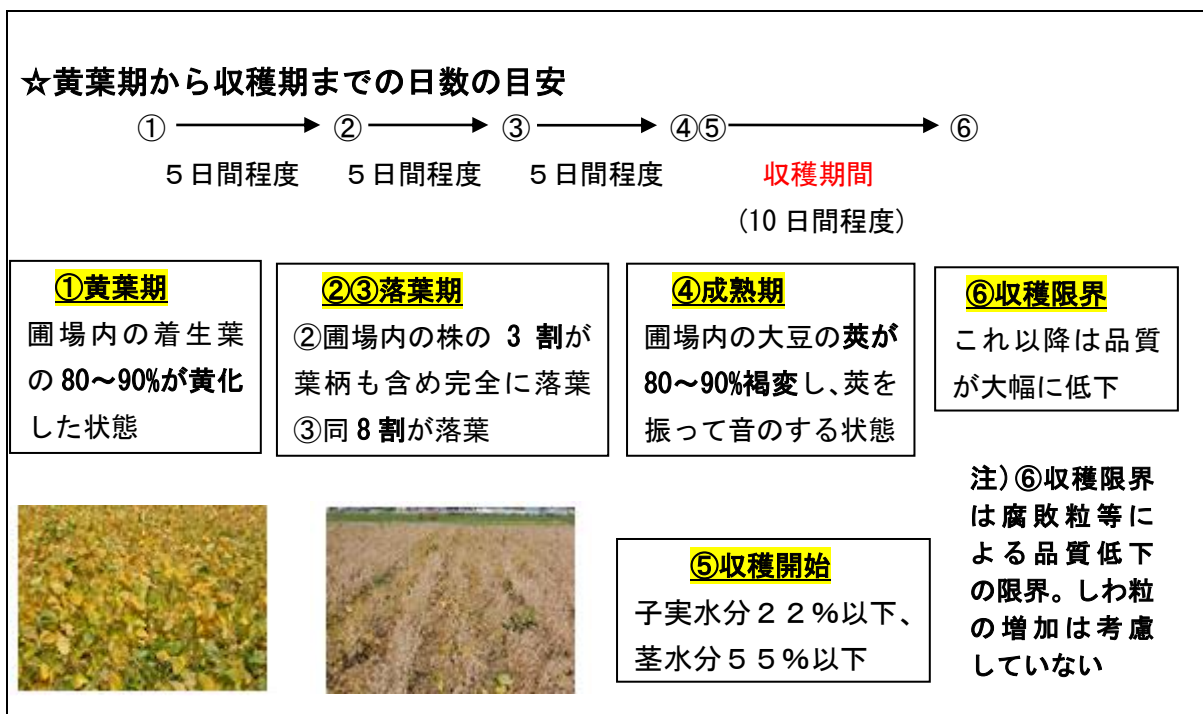 ☆黄葉期から収穫期までの日数の目安
① ② ③ ④⑤ ⑥
５日間程度 ５日間程度 ５日間程度 収穫期間
(10 日間程度)
①黄葉期
圃場内の着生葉
の 80～90%が黄化
した状態
②③落葉期
②圃場内の株の 3 割が
葉柄も含め完全に落葉
③同 8 割が落葉
④成熟期
圃場内の大豆の莢が
80～90%褐変し、莢を
振って音のする状態
⑥収穫限界
これ以降は品質
が大幅に低下
⑤収穫開始
子実水分２２％以下、
茎水分５５％以下
注)⑥収穫限界
は腐敗粒等に
よる品質低下
の限界。しわ粒
の増加は考慮
していない